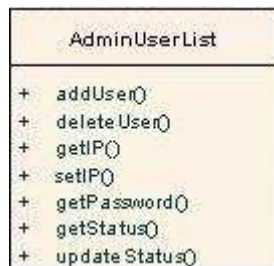 AdminUserList
+ addUser()
+ deleteUser()
+ getIP()
+ setIP()
+ getPassword()
+ getStatus()
+ updateStatus()